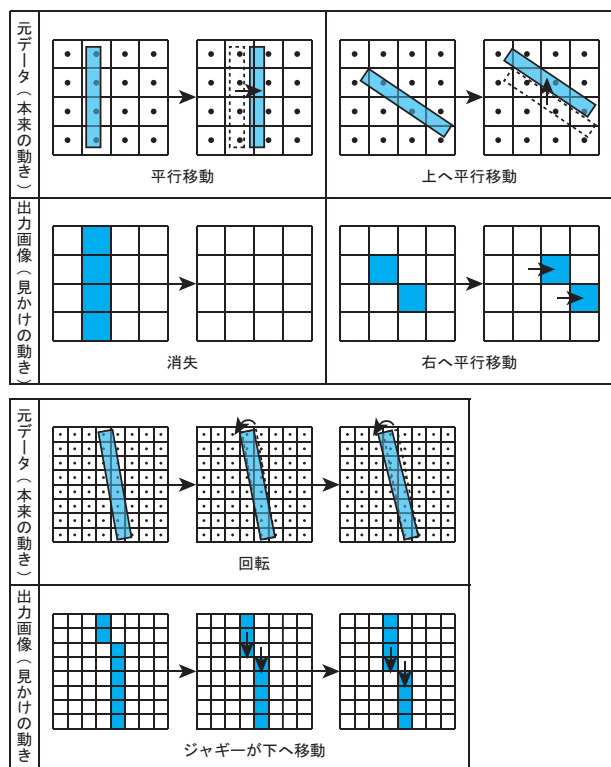 元データ（本来の動き）
平行移動
上へ平行移動
出力画像（見かけの動き）
消失
右へ平行移動
元データ（本来の動き）
回転
出力画像（見かけの動き）
ジャギーが下へ移動